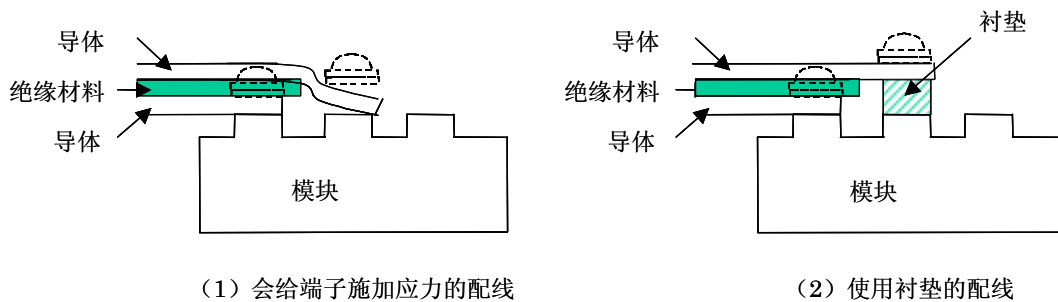 导体
绝缘材料
导体
模块
（1）会给端子施加应力的配线
导体
衬垫
绝缘材料
导体
模块
（2）使用衬垫的配线